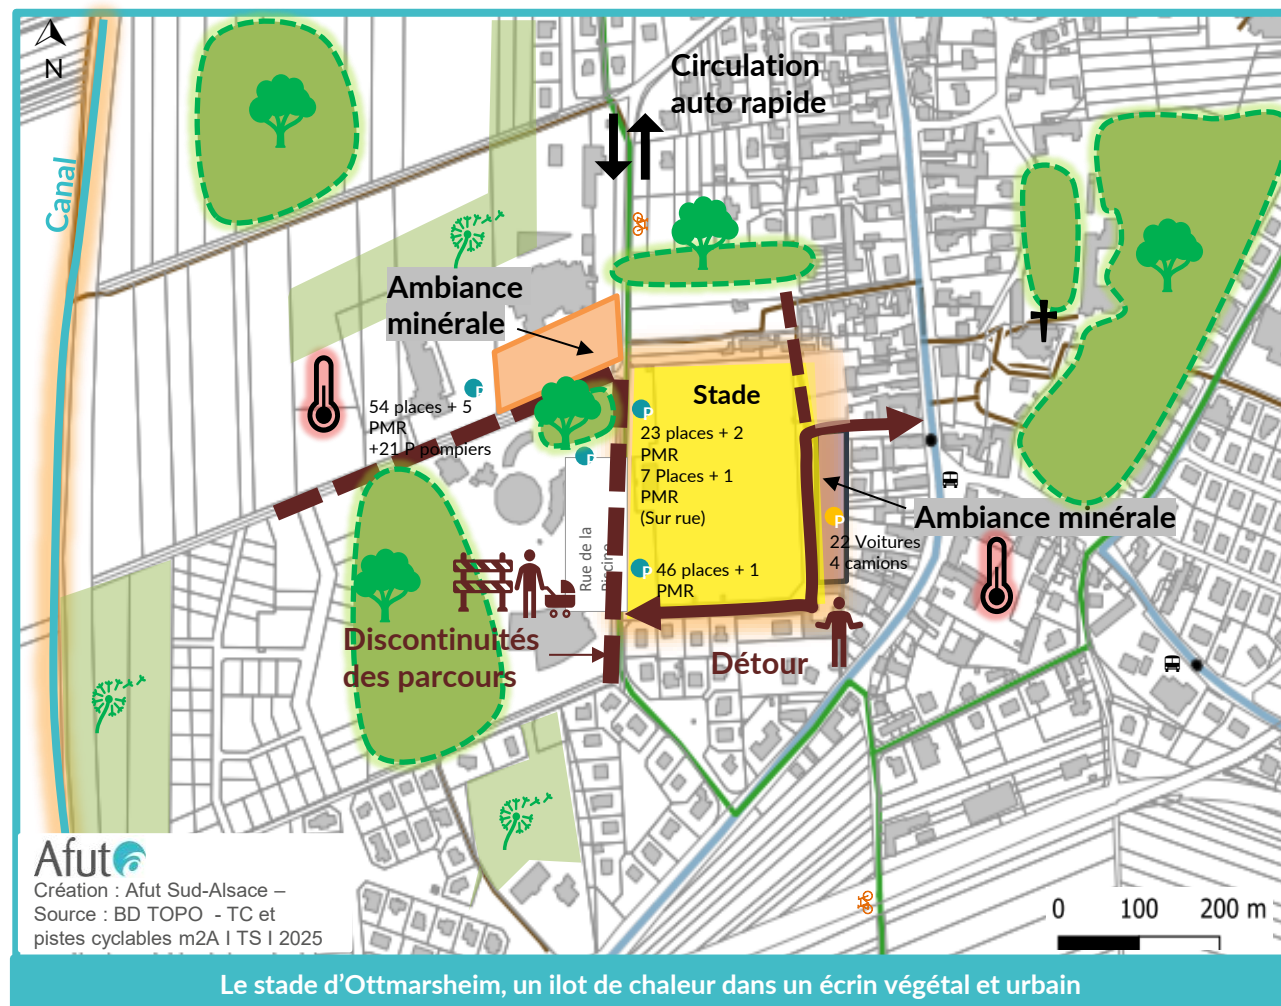 N
Canal
Circulation
auto rapide
Ambiance
minérale
54 places + 5
PMR
+21 P pompiers
P
P
Stade
P
23 places + 2
PMR
7 Places + 1
PMR
(Sur rue)
P
46 places + 1
PMR
Rue de la
Piscine
Ambiance minérale
P
22 Voitures
4 camions
Discontinuités
des parcours
Détour
Afut
Création : Afut Sud-Alsace –
Source : BD TOPO - TC et
pistes cyclables m2A I TS I 2025
0 100 200 m
Le stade d’Ottmarsheim, un ilot de chaleur dans un écrin végétal et urbain